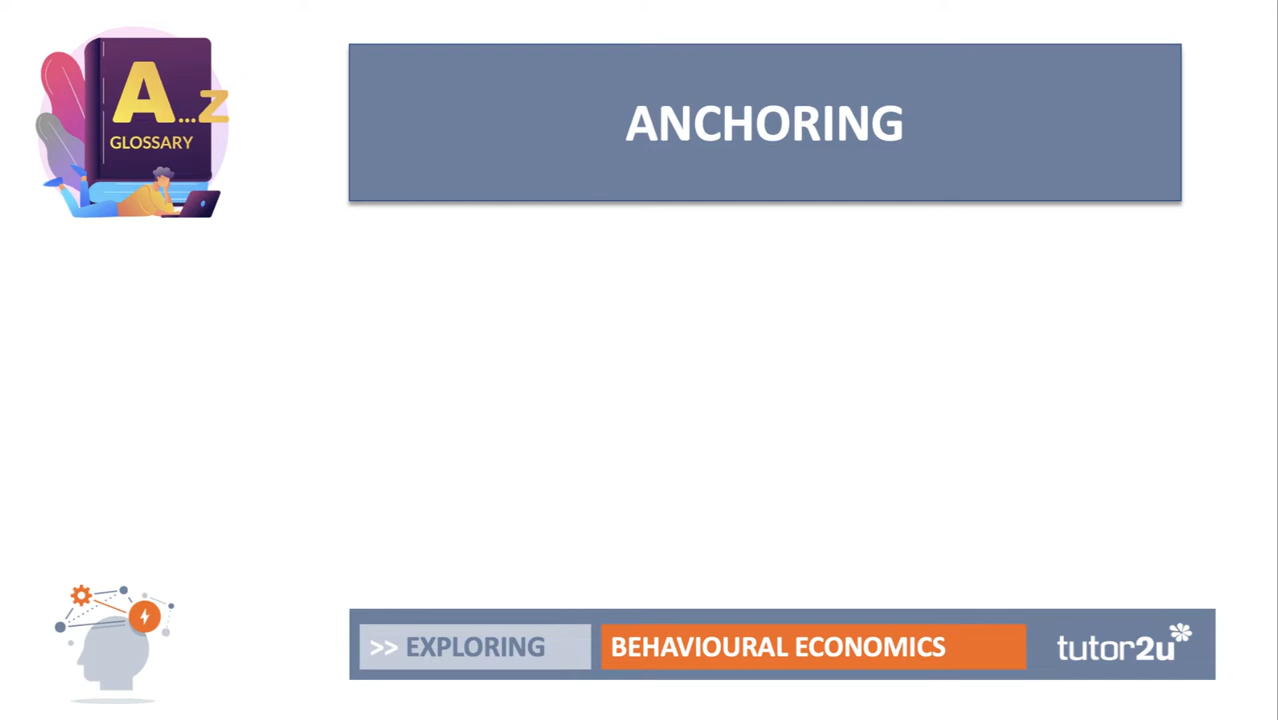 A...Z
GLOSSARY
ANCHORING
>> EXPLORING
BEHAVIOURAL ECONOMICS
tutor2u